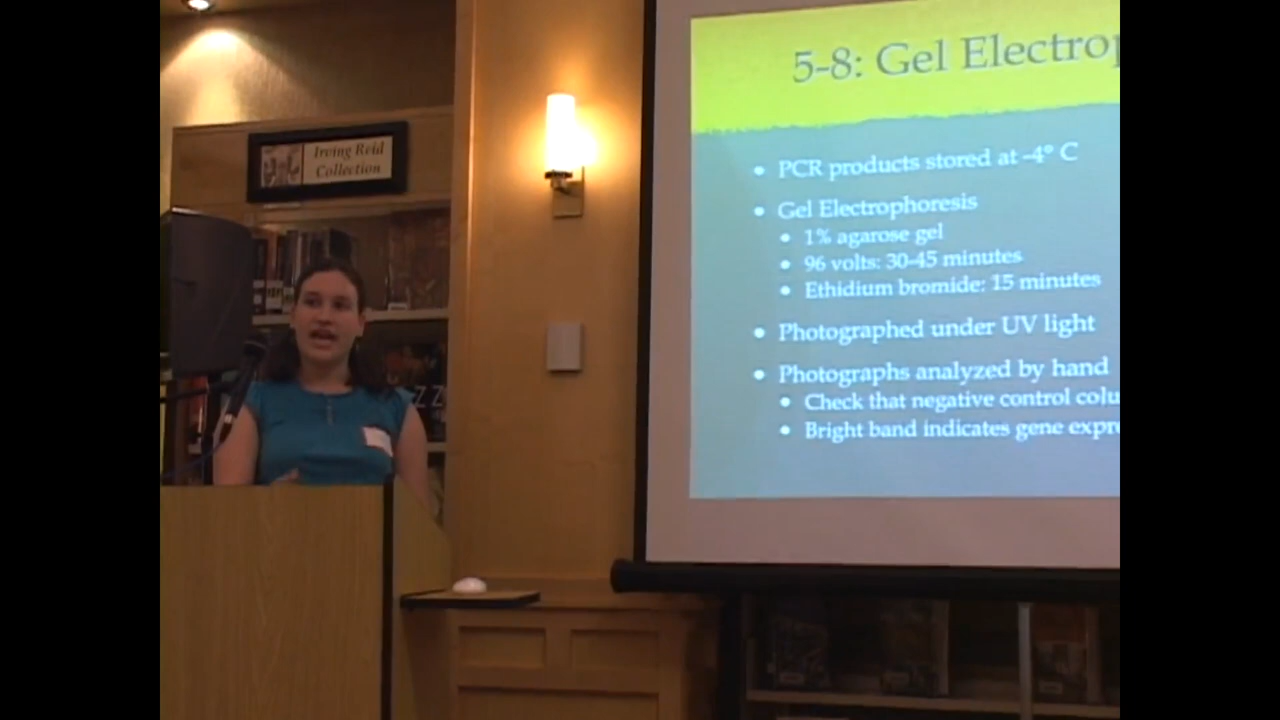 Irving Reid
Collection
5-8: Gel Electrop
• PCR products stored at -4° C
• Gel Electrophoresis
• 1% agarose gel
• 96 volts: 30-45 minutes
• Ethidium bromide: 15 minutes
• Photographed under UV light
• Photographs analyzed by hand
• Check that negative control colu
• Bright band indicates gene expre
ZZ